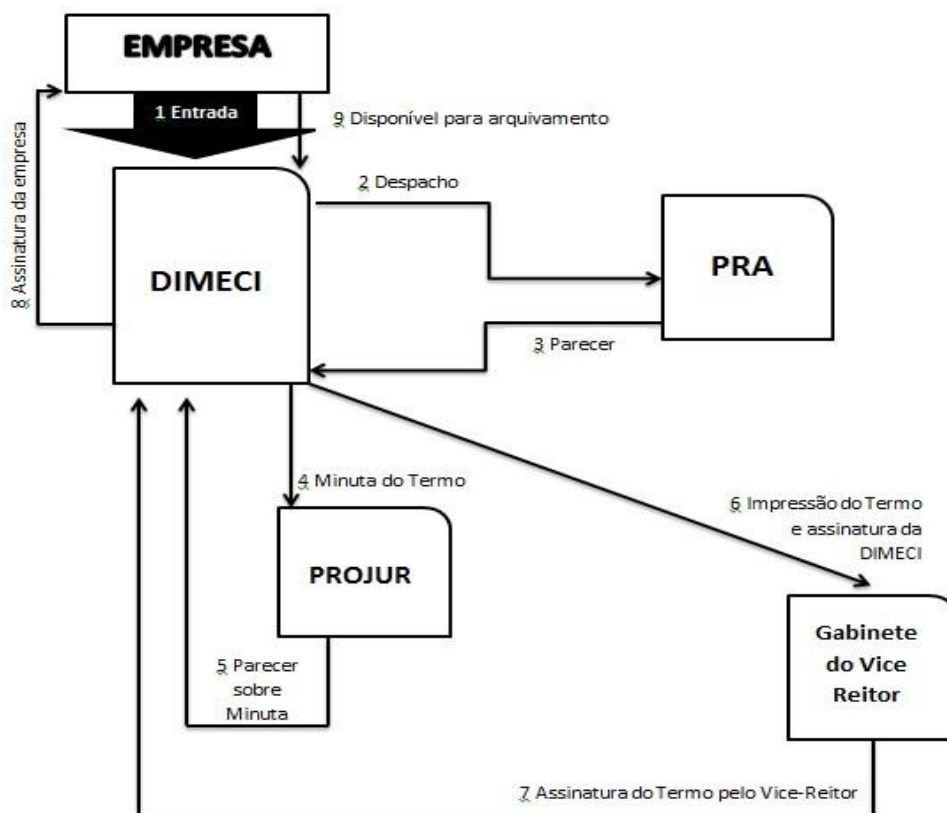 EMPRESA
1 Entrada
9 Disponível para arquivamento
8 Assinatura da empresa
2 Despacho
DIMECI
PRA
3 Parecer
4 Minuta do Termo
6 Impressão do Termo
e assinatura da
DIMECI
PROJUR
Gabinete
do Vice
Reitor
5 Parecer
sobre
Minuta
7 Assinatura do Termo pelo Vice-Reitor